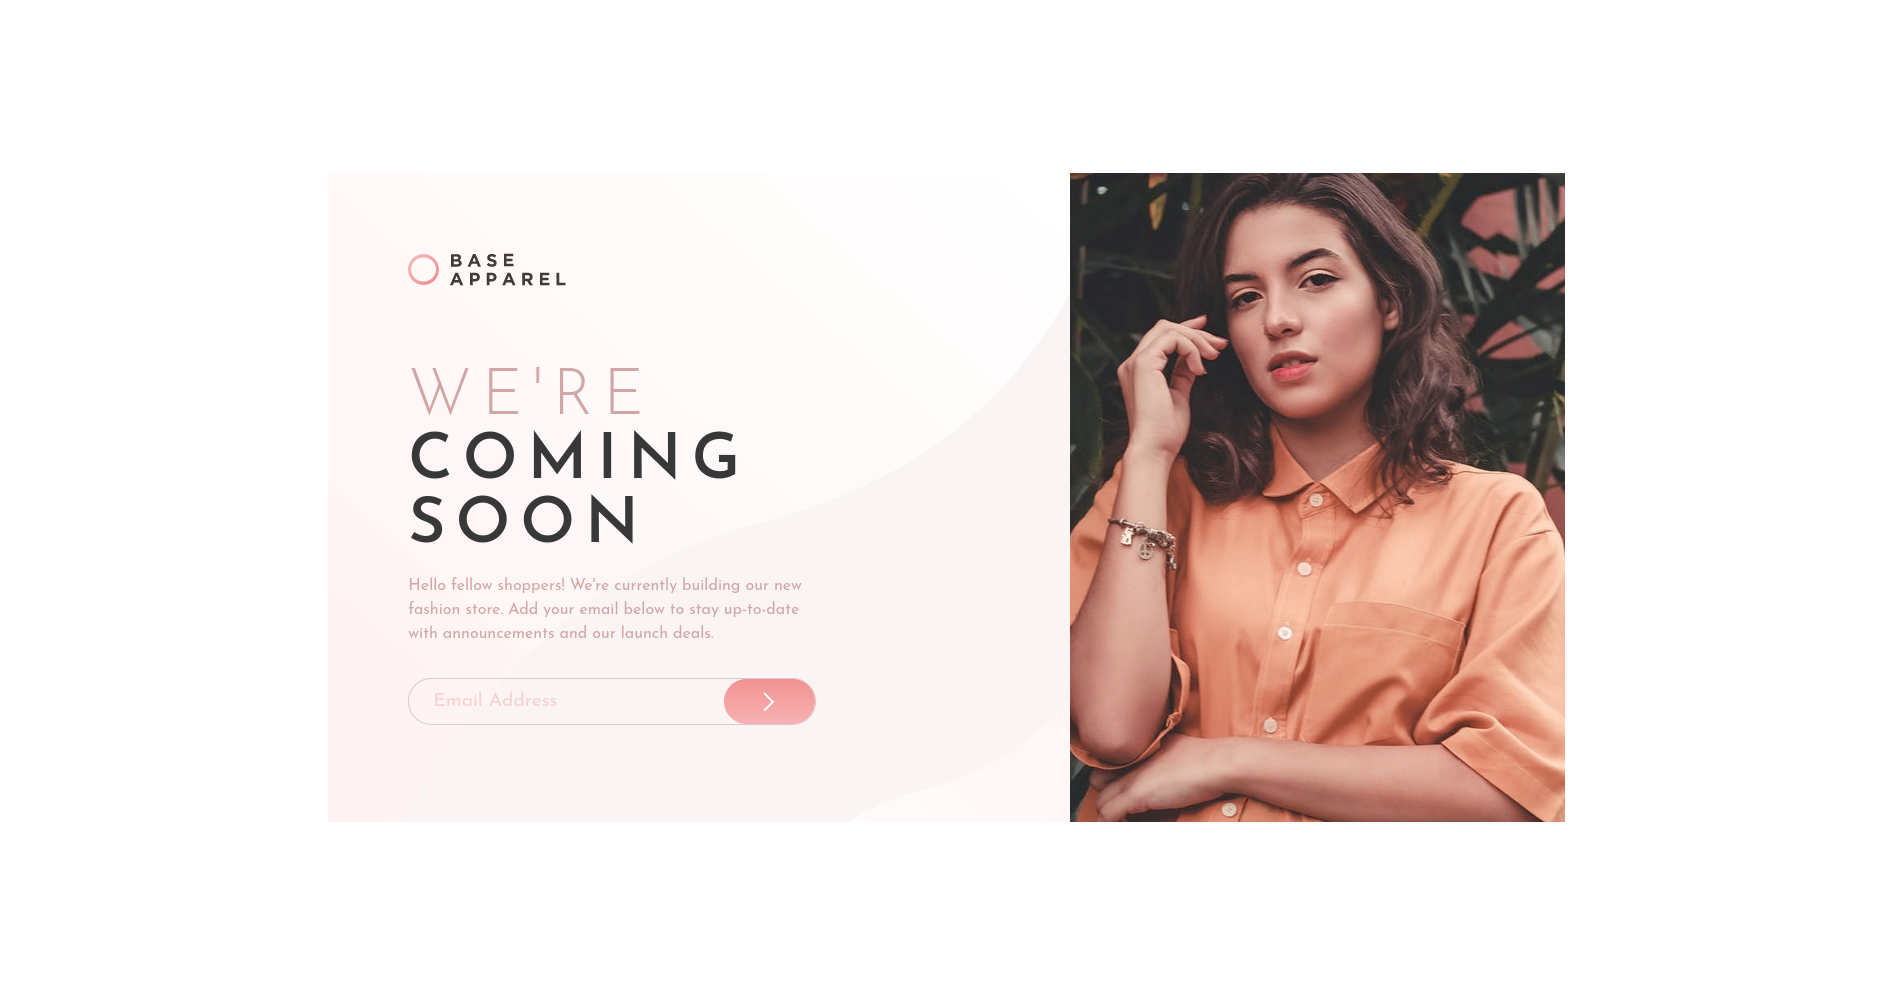 BASE
APPAREL
WE'RE
COMING
SOON
Hello fellow shoppers! We're currently building our new
fashion store. Add your email below to stay up-to-date
with announcements and our launch deals.
Email Address